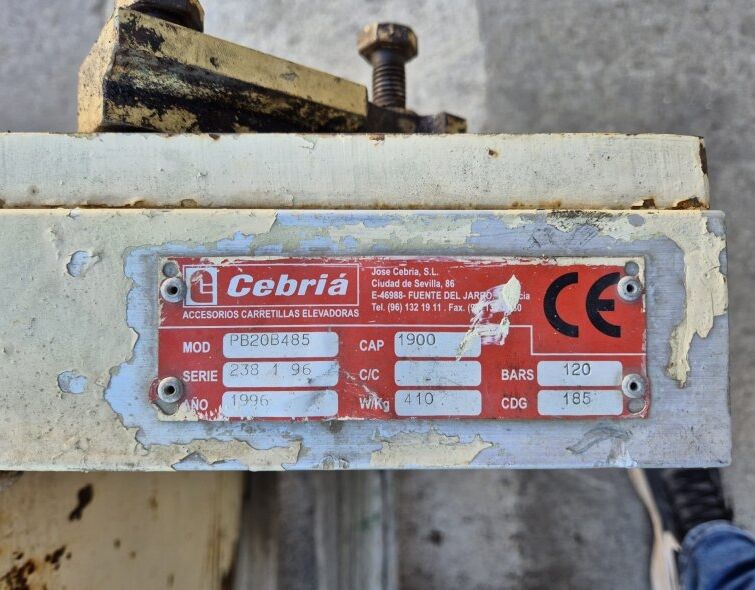 Cebriá
ACCESORIOS CARRETILLAS ELEVADORAS
Jose Cebria, S.L.
Ciudad de Sevilla, 86
E-46988- FUENTE DEL JARRO
Tel. (96) 132 19 11 . Fax.
CE
MOD PB20B485 CAP 1900
SERIE 238 1 96 C/C BARS 120
AÑO 1996 W/Kg 410 CDG 185